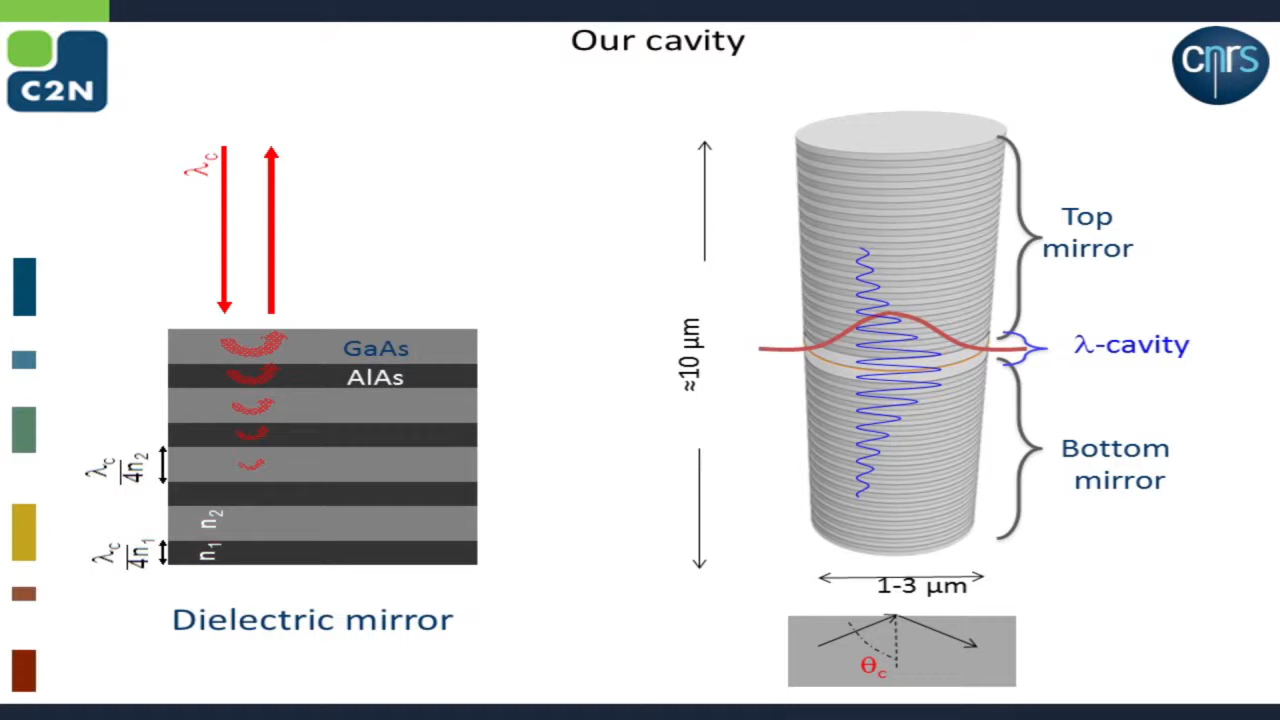 Our cavity
C2N
cnrs
λc
GaAs
AlAs
λc
4n2
n2
λc
4n1
n1
Dielectric mirror
≈10 µm
Top
mirror
λ-cavity
Bottom
mirror
1-3 µm
θc